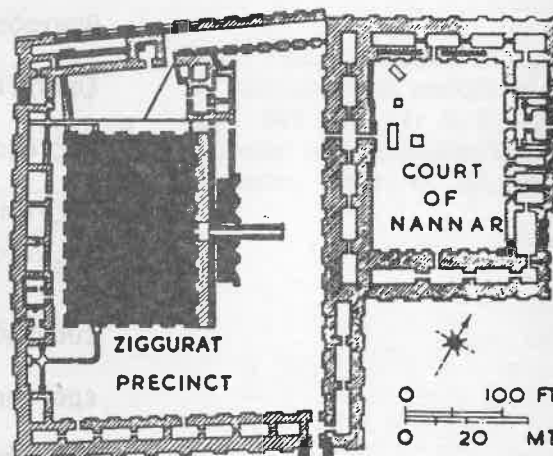 COURT
OF
NANNAR
ZIGGURAT
PRECINCT
0 100 FT
0 20 MT